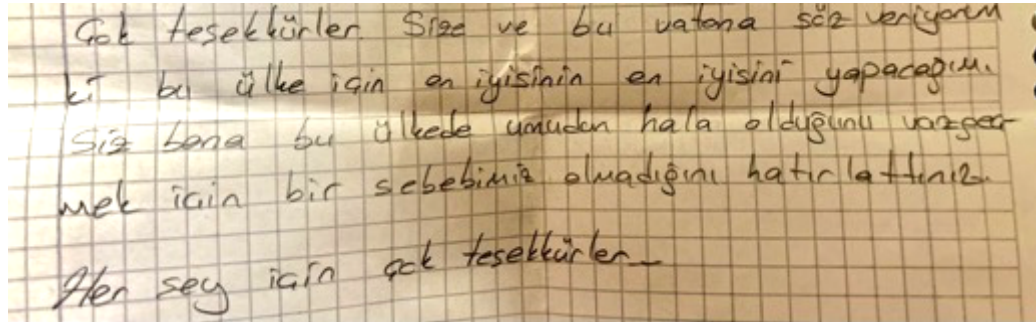 Çok teşekkürler. Size ve bu vatana söz veriyorum
ki bu ülke için en iyisinin en iyisini yapacağım.
Siz bana bu ülkede umudun hala olduğunu vazgeç-
mek için bir sebebimiz olmadığını hatırlattınız.
Her şey için çok teşekkürler